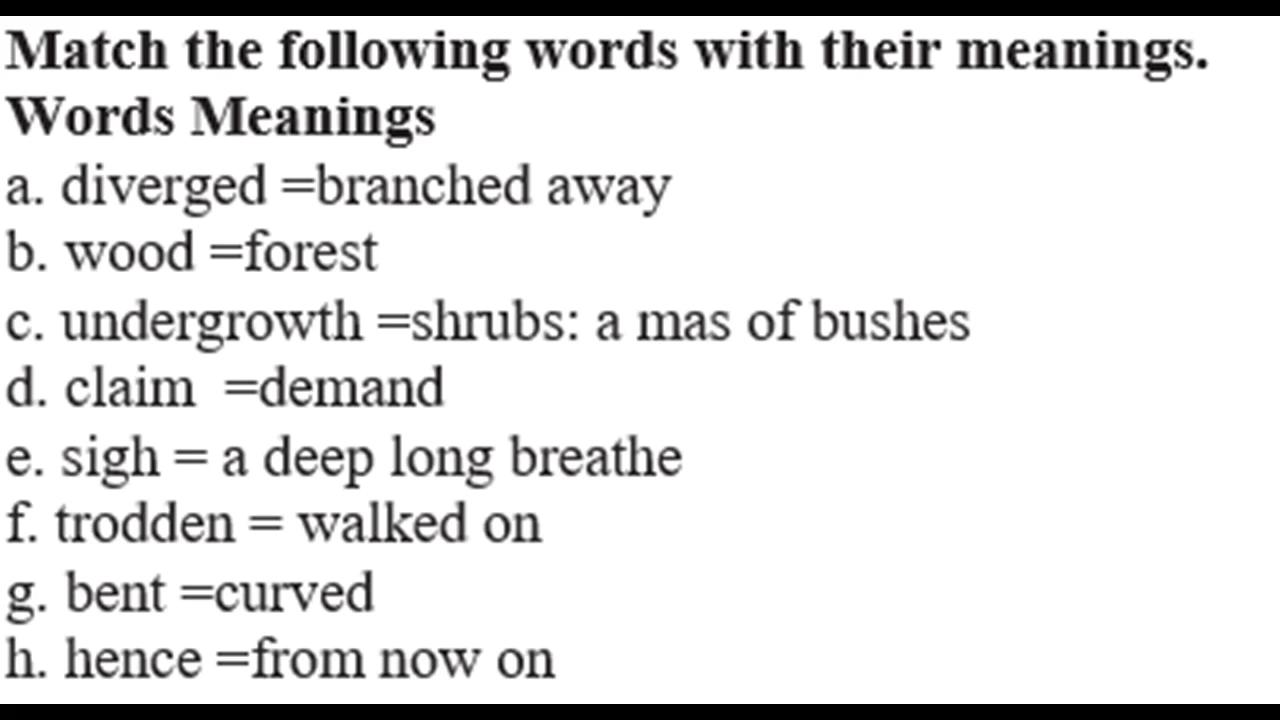 Match the following words with their meanings.
Words Meanings
a. diverged =branched away
b. wood =forest
c. undergrowth =shrubs: a mas of bushes
d. claim  =demand
e. sigh = a deep long breathe
f. trodden = walked on
g. bent =curved
h. hence =from now on